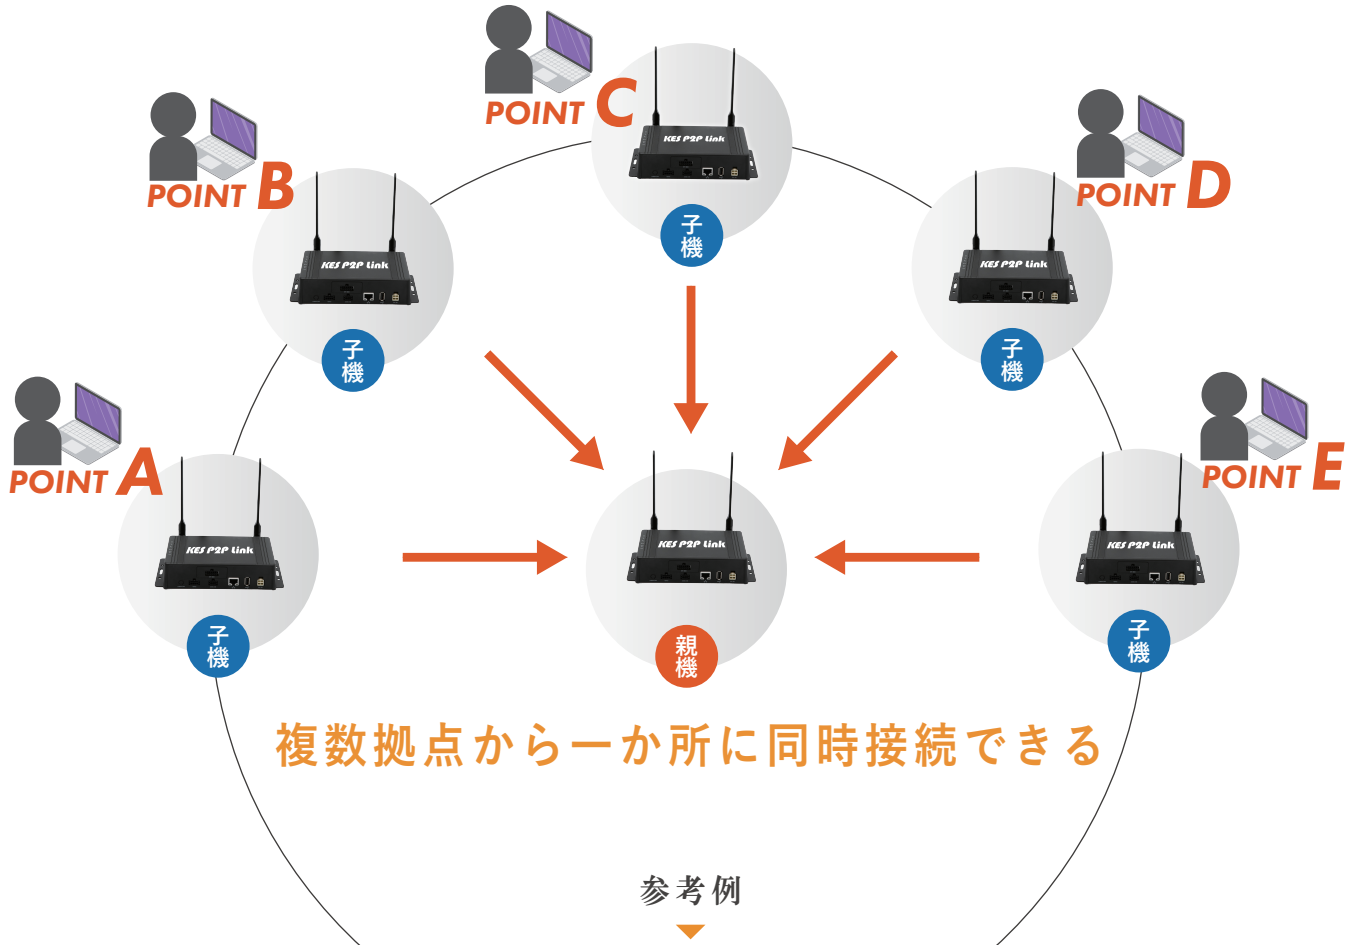 POINT C
KES P2P Link
子機
POINT B
KES P2P Link
子機
POINT D
KES P2P Link
子機
POINT A
KES P2P Link
子機
POINT E
KES P2P Link
子機
KES P2P Link
親機
複数拠点から一か所に同時接続できる
参考例